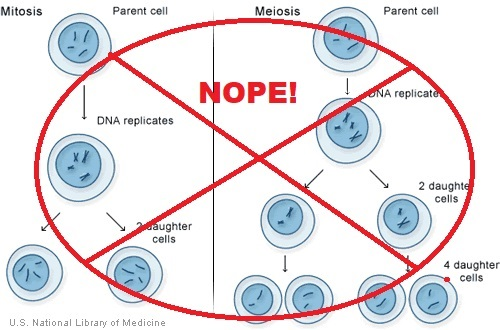 Mitosis
Parent cell
DNA replicates
2 daughter
cells
Meiosis
Parent cell
DNA replicates
2 daughter
cells
4 daughter
cells
NOPE!
U.S. National Library of Medicine